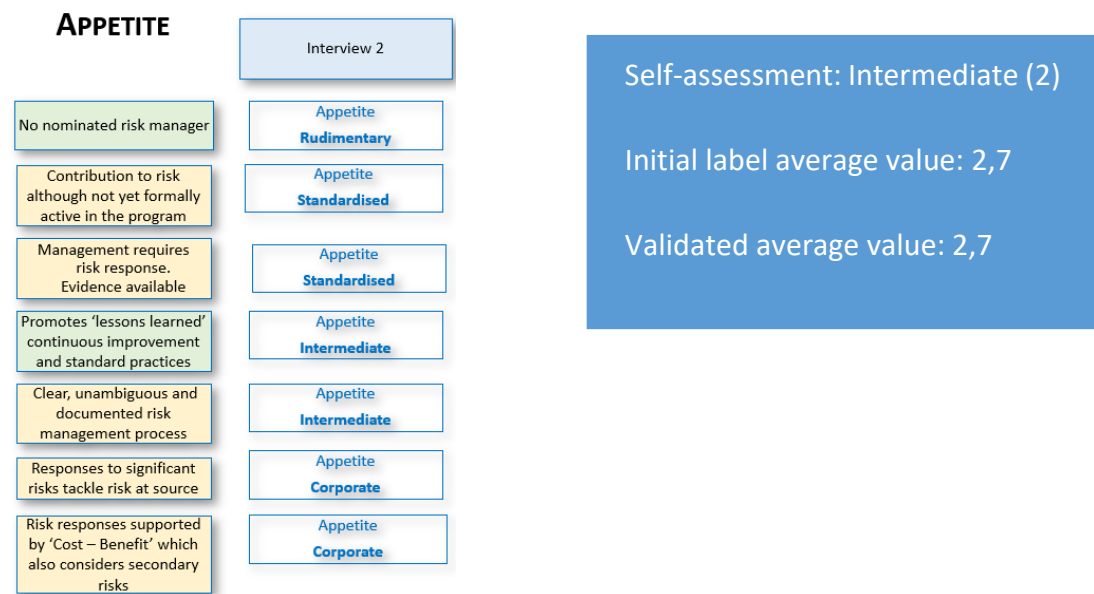 APPETITE
Interview 2
No nominated risk manager
Appetite
Rudimentary
Contribution to risk
although not yet formally
active in the program
Appetite
Standardised
Management requires
risk response.
Evidence available
Appetite
Standardised
Promotes ‘lessons learned’
continuous improvement
and standard practices
Appetite
Intermediate
Clear, unambiguous and
documented risk
management process
Appetite
Intermediate
Responses to significant
risks tackle risk at source
Appetite
Corporate
Risk responses supported
by ‘Cost – Benefit’ which
also considers secondary
risks
Appetite
Corporate
Self-assessment: Intermediate (2)
Initial label average value: 2,7
Validated average value: 2,7